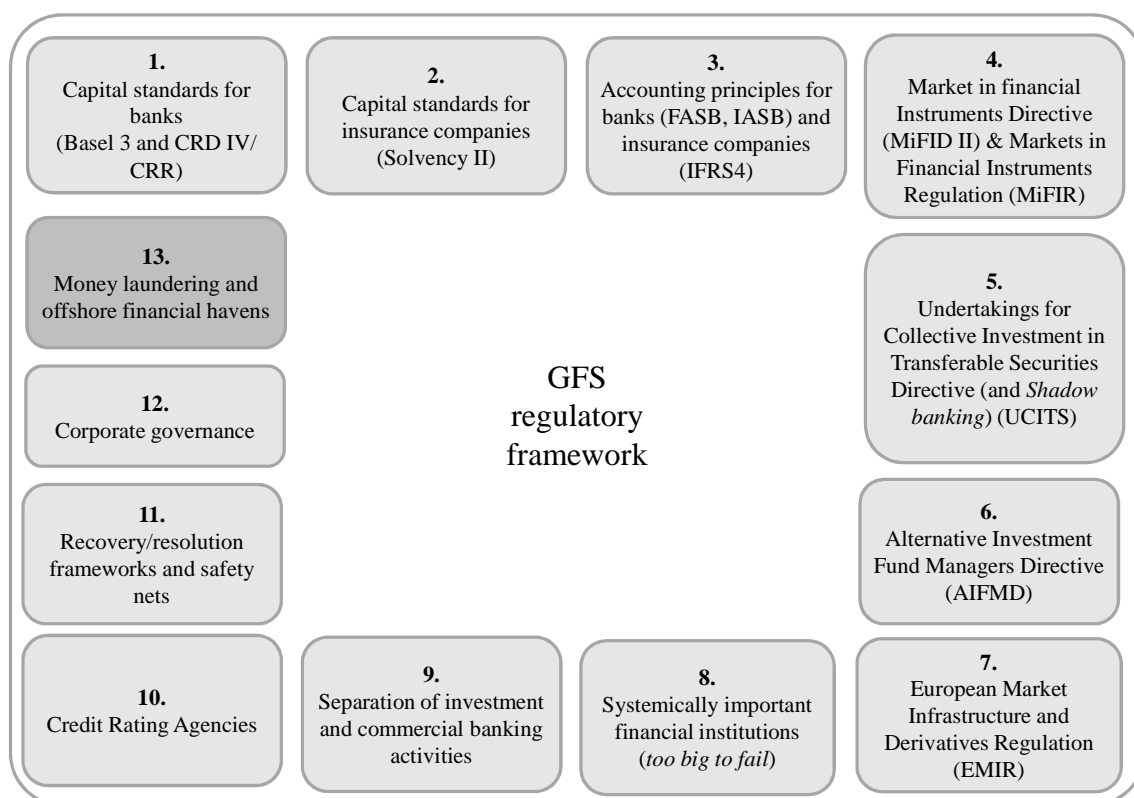 1.
Capital standards for
banks
(Basel 3 and CRD IV/
CRR)
2.
Capital standards for
insurance companies
(Solvency II)
3.
Accounting principles for
banks (FASB, IASB) and
insurance companies
(IFRS4)
4.
Market in financial
Instruments Directive
(MiFID II) & Markets in
Financial Instruments
Regulation (MiFIR)
5.
Undertakings for
Collective Investment in
Transferable Securities
Directive (and Shadow
banking) (UCITS)
6.
Alternative Investment
Fund Managers Directive
(AIFMD)
7.
European Market
Infrastructure and
Derivatives Regulation
(EMIR)
8.
Systemically important
financial institutions
(too big to fail)
9.
Separation of investment
and commercial banking
activities
10.
Credit Rating Agencies
11.
Recovery/resolution
frameworks and safety
nets
12.
Corporate governance
13.
Money laundering and
offshore financial havens
GFS
regulatory
framework